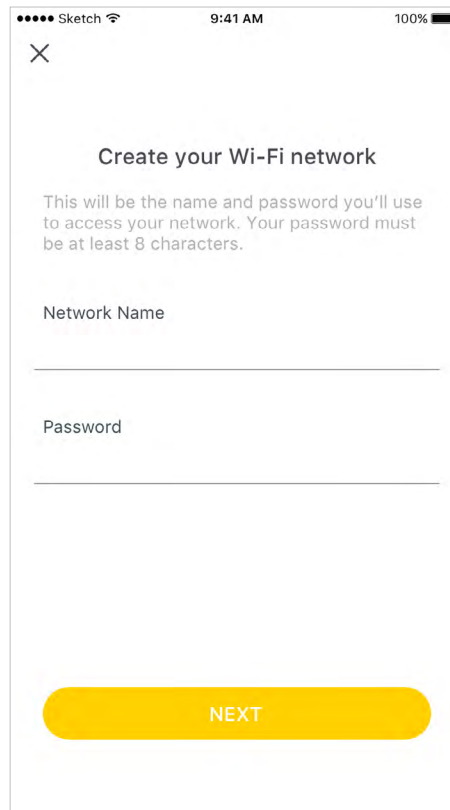 Sketch 9:41 AM 100%
Create your Wi-Fi network
This will be the name and password you'll use
to access your network. Your password must
be at least 8 characters.
Network Name
Password
NEXT